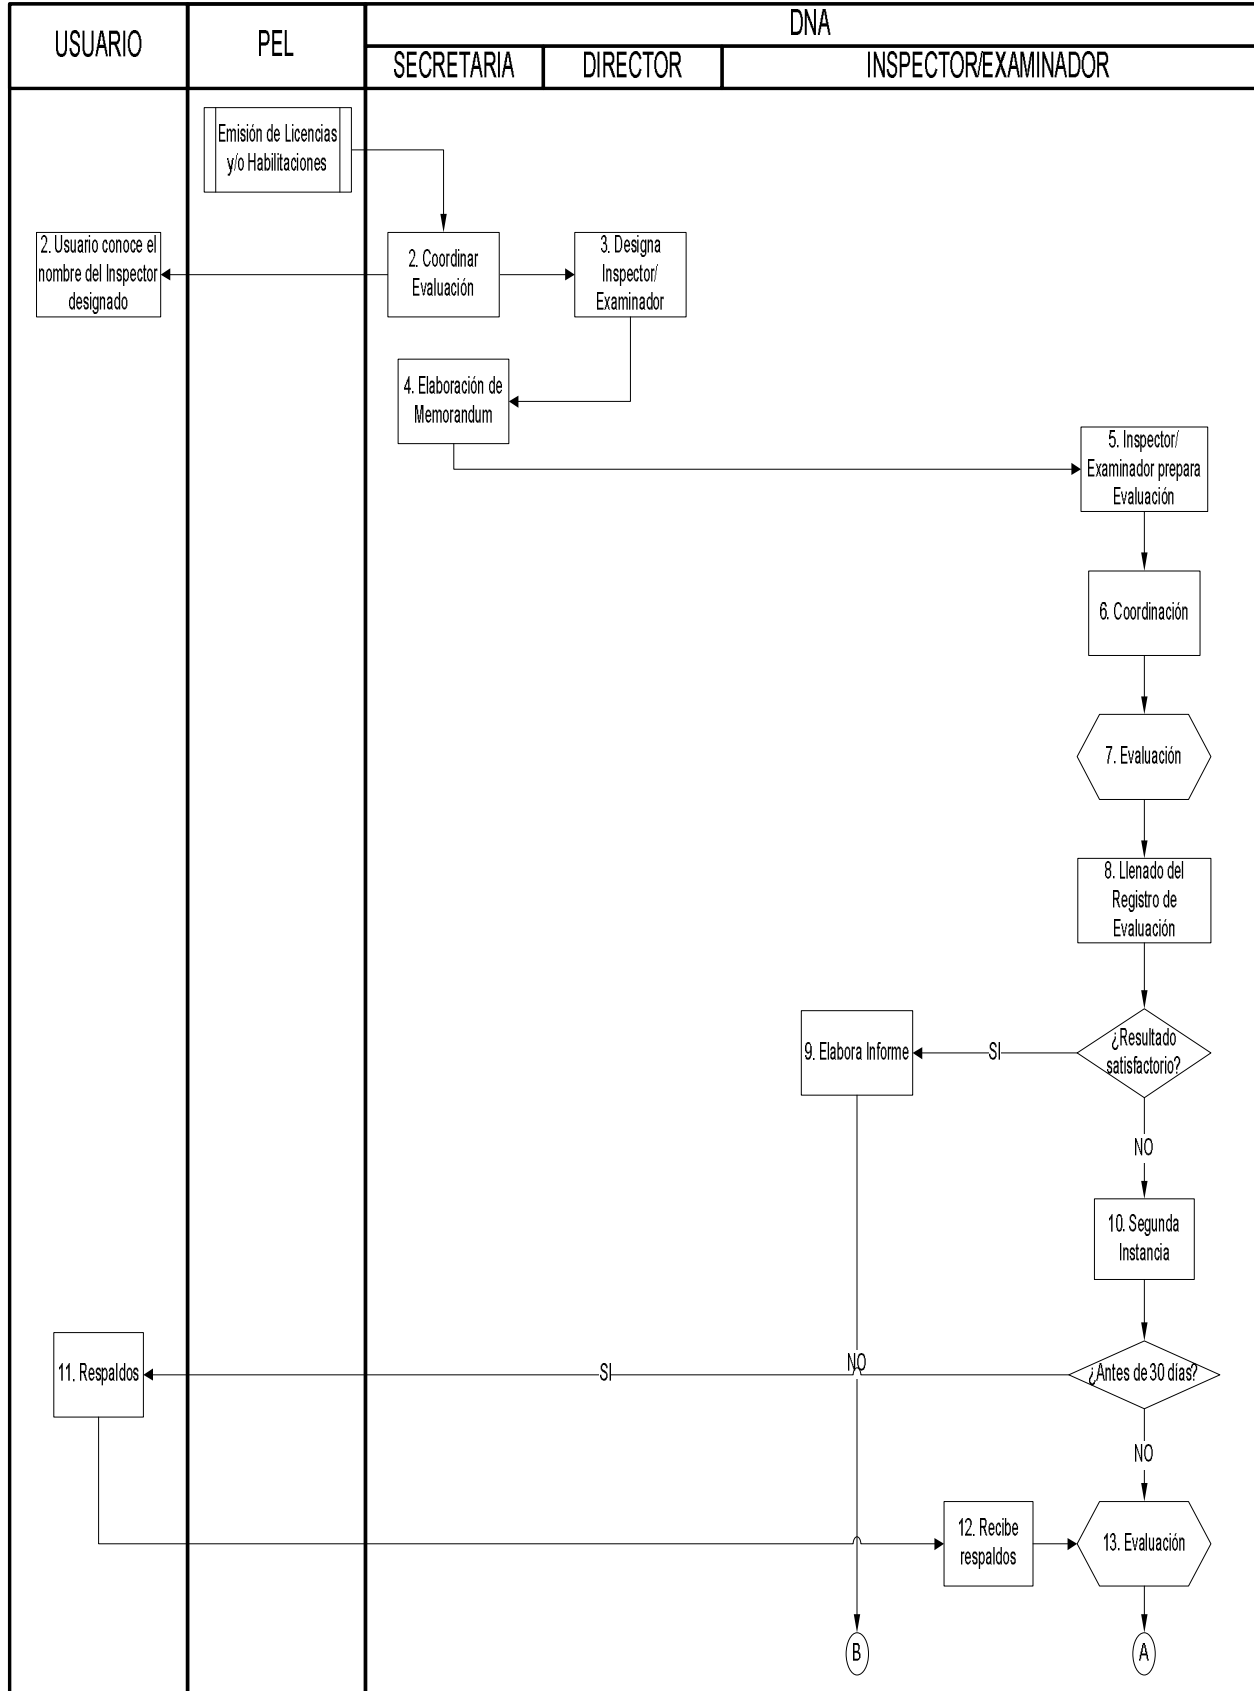 USUARIO
PEL
DNA
SECRETARIA
DIRECTOR
INSPECTOR/EXAMINADOR
Emisión de Licencias
y/o Habilitaciones
2. Usuario conoce el
nombre del Inspector
designado
2. Coordinar
Evaluación
3. Designa
Inspector/
Examinador
4. Elaboración de
Memorandum
5. Inspector/
Examinador prepara
Evaluación
6. Coordinación
7. Evaluación
8. Llenado del
Registro de
Evaluación
¿Resultado
satisfactorio?
SI
9. Elabora Informe
NO
10. Segunda
Instancia
¿Antes de 30 días?
NO
SI
11. Respaldos
NO
12. Recibe
respaldos
13. Evaluación
B
A